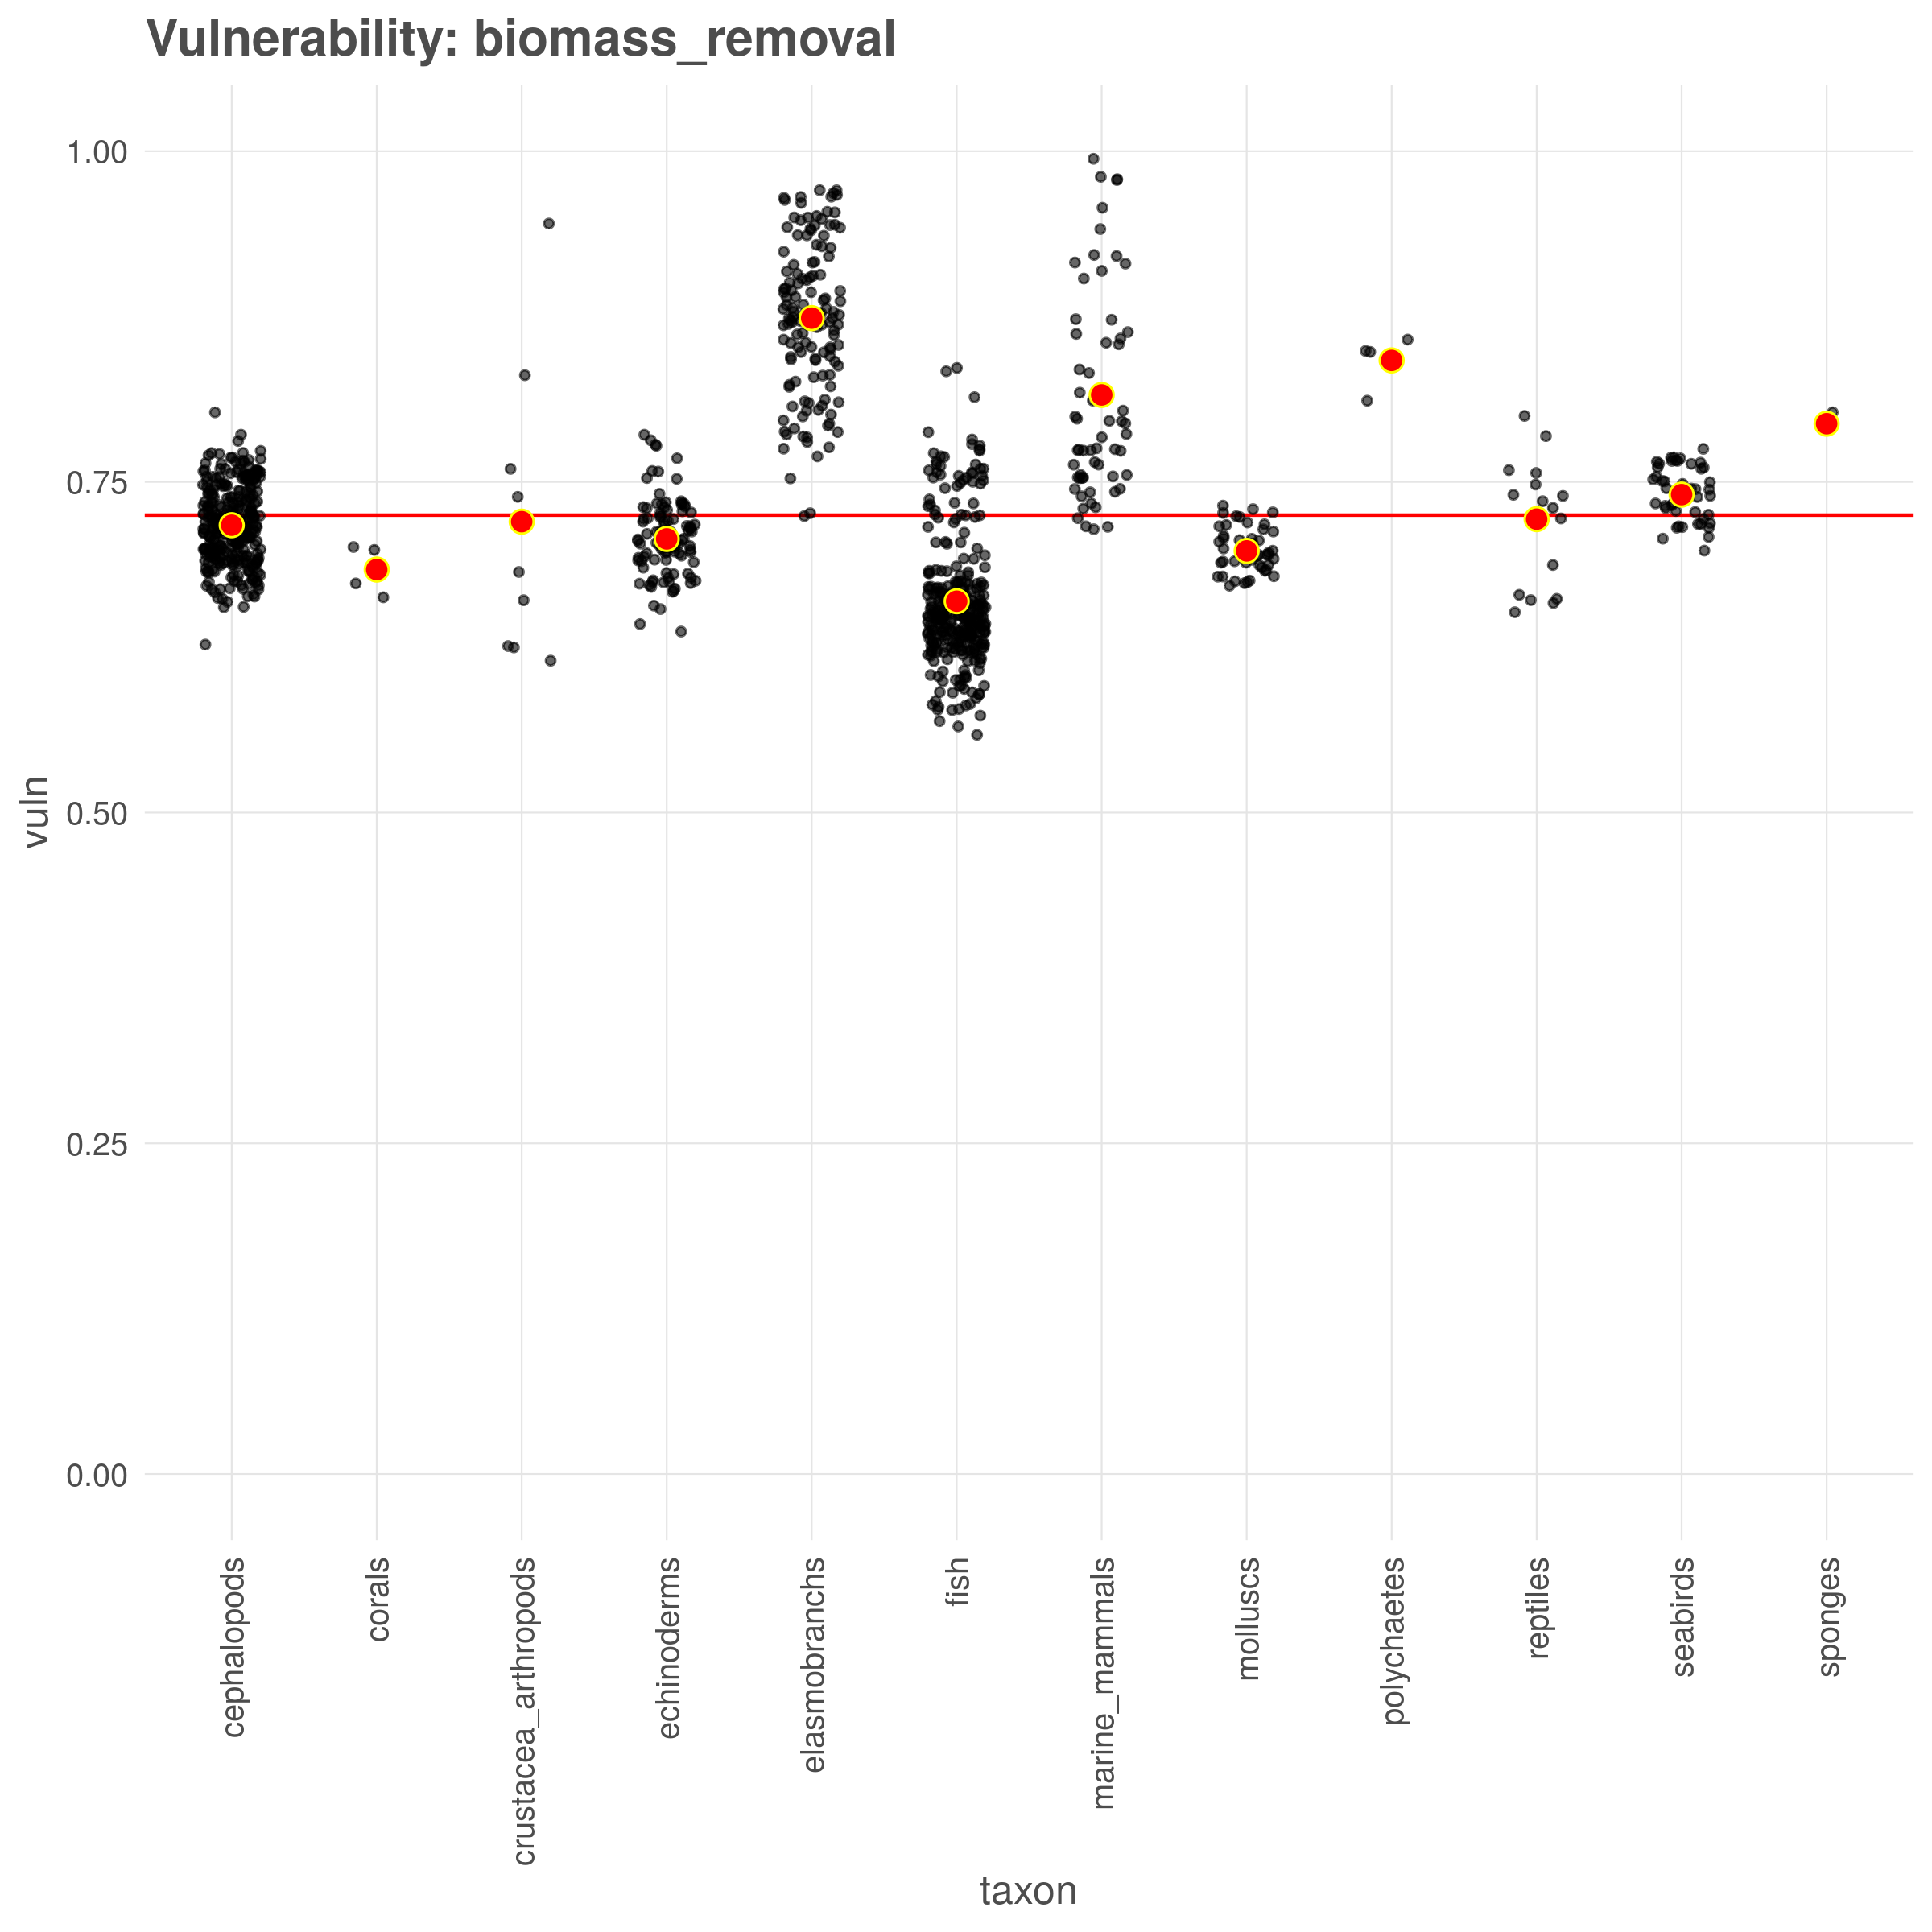 Vulnerability: biomass_removal
1.00
0.75
0.50
0.25
0.00
vuln
cephalopods
corals
crustacea_arthropods
echinoderms
elasmobranchs
fish
marine_mammals
molluscs
polychaetes
reptiles
seabirds
sponges
taxon